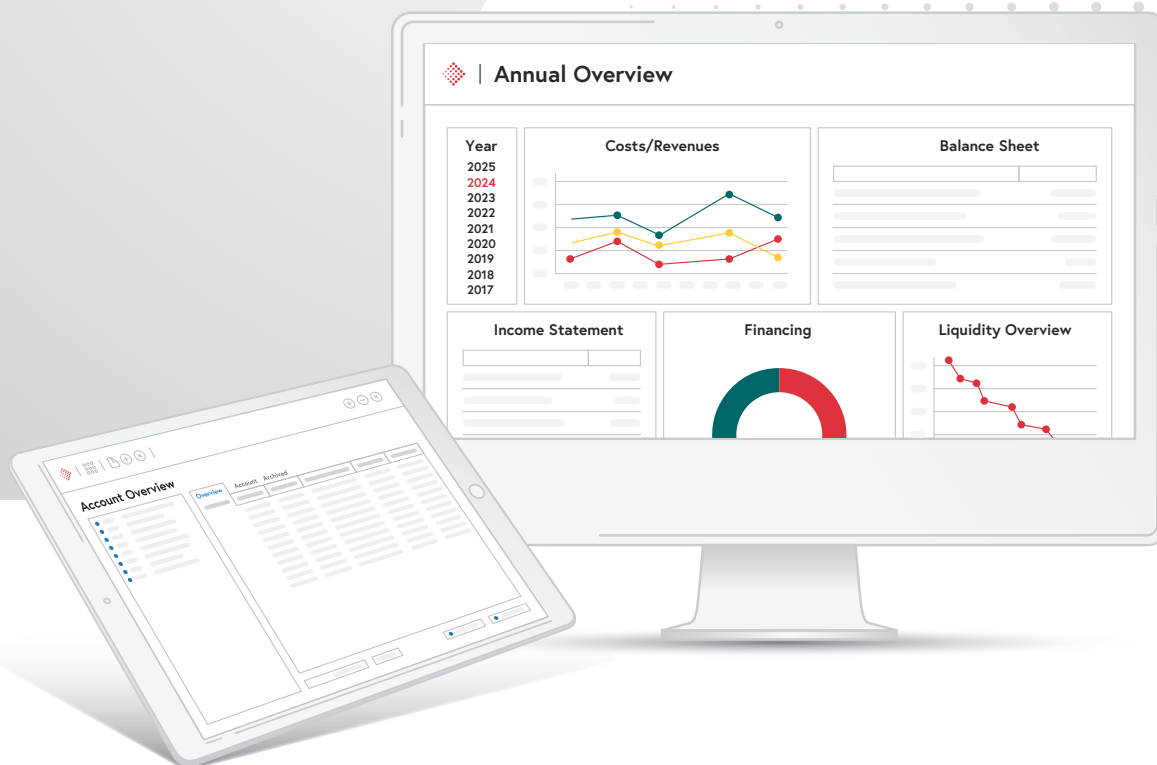 Annual Overview
Year
2025
2024
2023
2022
2021
2020
2019
2018
2017
Costs/Revenues
Balance Sheet
Income Statement
Financing
Liquidity Overview
Account Overview
Overview
Account
Archived